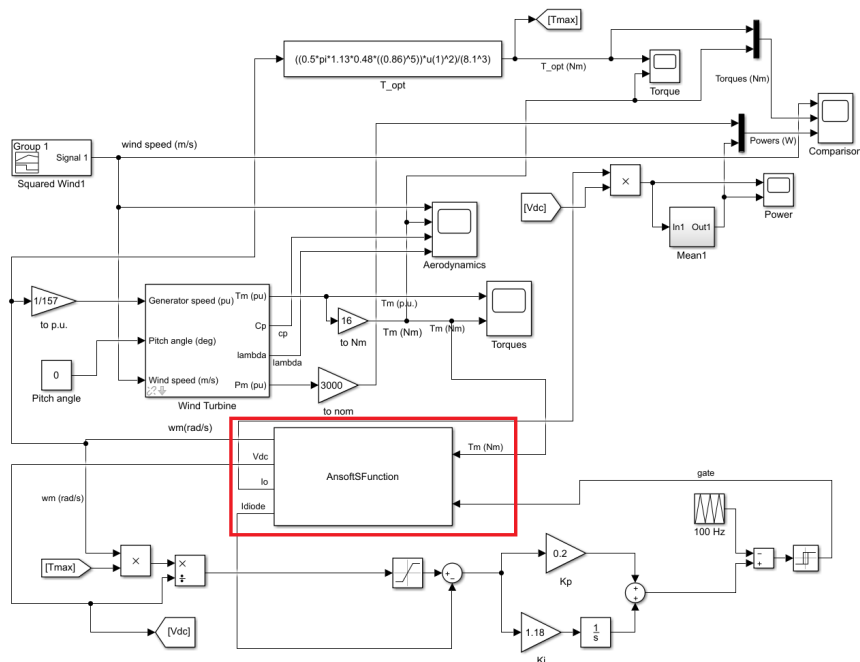 [Tmax]
((0.5*pi*1.13*0.48*((0.86)^5))*u(1)^2)/(8.1^3)
T_opt
T_opt (Nm)
Torque
Torques (Nm)
Group 1
Signal 1
Squared Wind1
wind speed (m/s)
Powers (W)
Comparison
[Vdc]
×
Power
In1 Out1
Mean1
Aerodynamics
1/157
to p.u.
Generator speed (pu)
Pitch angle (deg)
Wind speed (m/s)
Tm (pu)
Cp
lambda
Pm (pu)
Wind Turbine
cp
lambda
Tm (p.u.)
16
to Nm
Tm (Nm)
Tm (Nm)
Torques
0
Pitch angle
3000
to nom
wm(rad/s)
Vdc
Io
Idiode
AnsoftSFunction
Tm (Nm)
gate
wm (rad/s)
100 Hz
[Tmax]
×
×
÷
+
−
0.2
Kp
+
+
−
+
[Vdc]
1.18
Ki
1
s